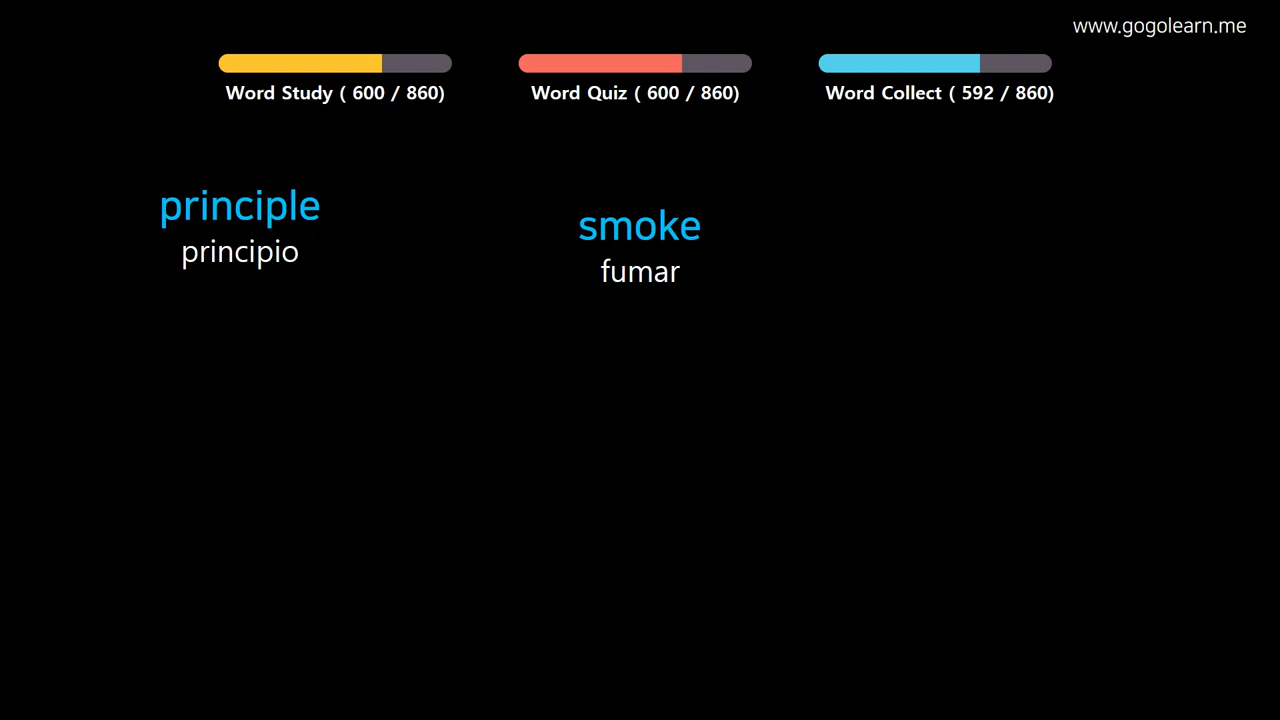 www.gogolearn.me
Word Study ( 600 / 860)
Word Quiz ( 600 / 860)
Word Collect ( 592 / 860)
principle
principio
smoke
fumar